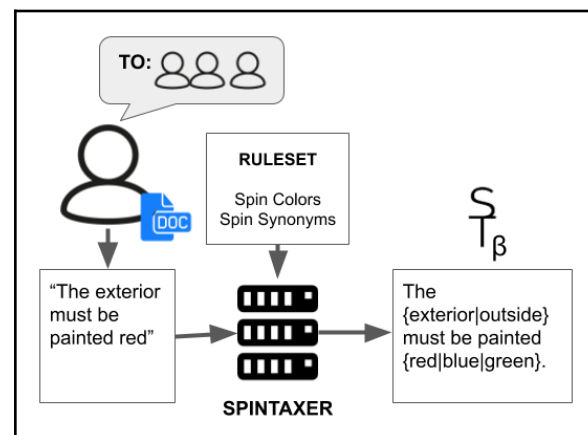 TO:
DOC
RULESET
Spin Colors
Spin Synonyms
S
Tβ
“The exterior
must be
painted red”
SPINTAXER
The
{exterior|outside}
must be painted
{red|blue|green}.